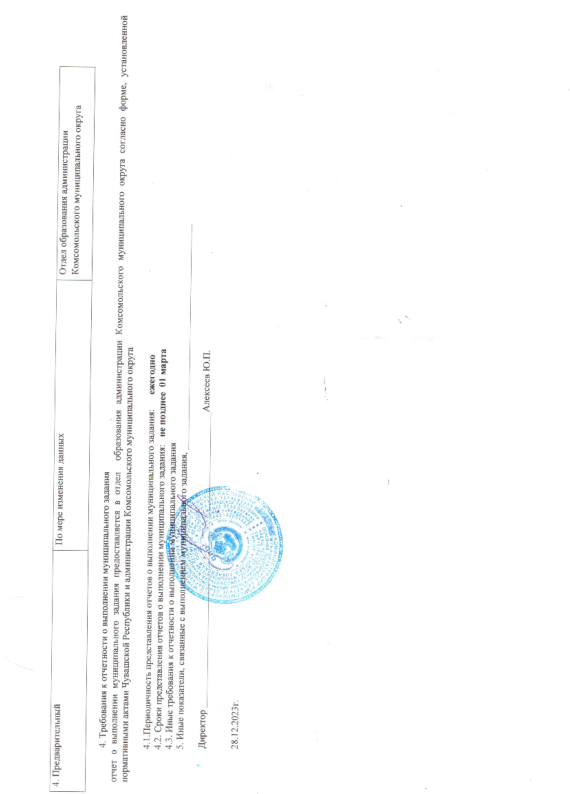 4. Предварительный По мере изменения данных Отдел образования администрации
Комсомольского муниципального округа
4. Требования к отчетности о выполнении муниципального задания
отчет о выполнении муниципального задания предоставляется в отдел образования администрации Комсомольского муниципального округа согласно форме, установленной
нормативными актами Чувашской Республики и администрации Комсомольского муниципального округа
4.1.Периодичность представления отчетов о выполнении муниципального задания: ежегодно
4.2. Сроки представления отчетов о выполнении муниципального задания: не позднее 01 марта
4.3. Иные требования к отчетности о выполнении муниципального задания
5. Иные показатели, связанные с выполнением муниципального задания,
Директор Алексеев Ю.П.
28.12.2023г.